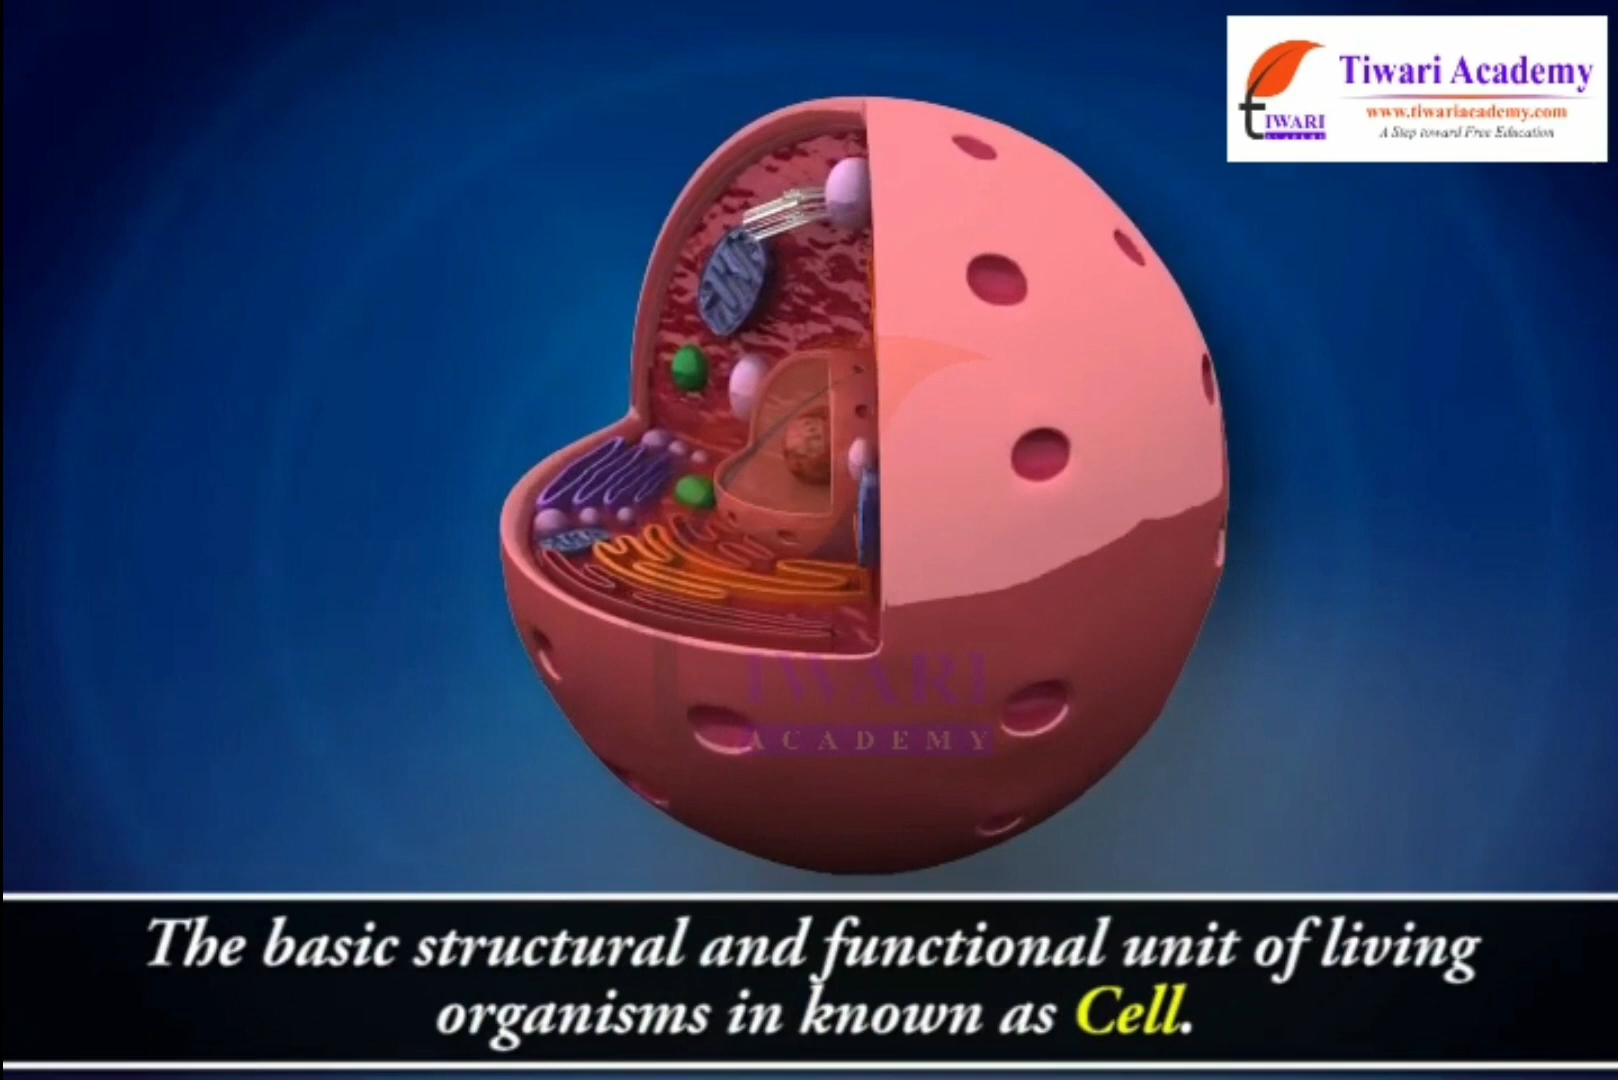 Tiwari Academy
www.tiwariacademy.com
A Step toward Free Education
tIWARI
ACADEMY
IWARI
ACADEMY
The basic structural and functional unit of living
organisms in known as Cell.